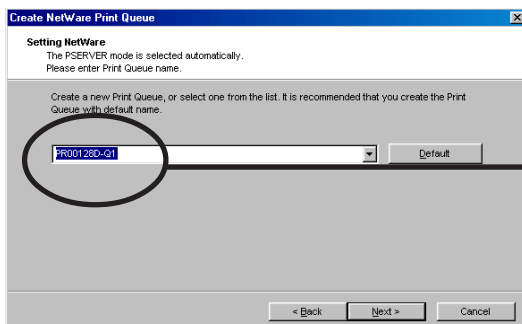 Create NetWare Print Queue
Setting NetWare
The PSERVER mode is selected automatically.
Please enter Print Queue name.
Create a new Print Queue, or select one from the list. It is recommended that you create the Print
Queue with default name.
PR00128D-Q1
Default
< Back
Next >
Cancel